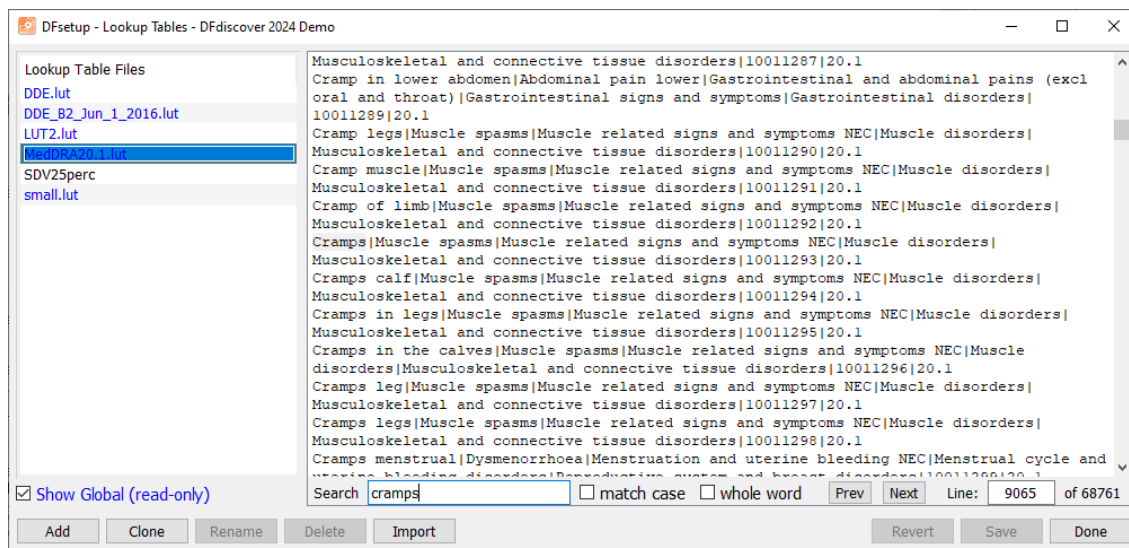 DFsetup - Lookup Tables - DFdiscover 2024 Demo
Lookup Table Files
DDE.lut
DDE_B2_Jun_1_2016.lut
LUT2.lut
MedDRA20.1.lut
SDV25perc
small.lut
Musculoskeletal and connective tissue disorders|10011287|20.1
Cramp in lower abdomen|Abdominal pain lower|Gastrointestinal and abdominal pains (excl
oral and throat)|Gastrointestinal signs and symptoms|Gastrointestinal disorders|
10011289|20.1
Cramp legs|Muscle spasms|Muscle related signs and symptoms NEC|Muscle disorders|
Musculoskeletal and connective tissue disorders|10011290|20.1
Cramp muscle|Muscle spasms|Muscle related signs and symptoms NEC|Muscle disorders|
Musculoskeletal and connective tissue disorders|10011291|20.1
Cramp of limb|Muscle spasms|Muscle related signs and symptoms NEC|Muscle disorders|
Musculoskeletal and connective tissue disorders|10011292|20.1
Cramps|Muscle spasms|Muscle related signs and symptoms NEC|Muscle disorders|
Musculoskeletal and connective tissue disorders|10011293|20.1
Cramps calf|Muscle spasms|Muscle related signs and symptoms NEC|Muscle disorders|
Musculoskeletal and connective tissue disorders|10011294|20.1
Cramps in legs|Muscle spasms|Muscle related signs and symptoms NEC|Muscle disorders|
Musculoskeletal and connective tissue disorders|10011295|20.1
Cramps in the calves|Muscle spasms|Muscle related signs and symptoms NEC|Muscle
disorders|Musculoskeletal and connective tissue disorders|10011296|20.1
Cramps leg|Muscle spasms|Muscle related signs and symptoms NEC|Muscle disorders|
Musculoskeletal and connective tissue disorders|10011297|20.1
Cramps legs|Muscle spasms|Muscle related signs and symptoms NEC|Muscle disorders|
Musculoskeletal and connective tissue disorders|10011298|20.1
Cramps menstrual|Dysmenorrhoea|Menstruation and uterine bleeding NEC|Menstrual cycle and
uterine bleeding disorders|Reproductive system and breast disorders|10011299|20.1
Show Global (read-only)
Search cramps match case whole word Prev Next Line: 9065 of 68761
Add Clone Rename Delete Import Revert Save Done